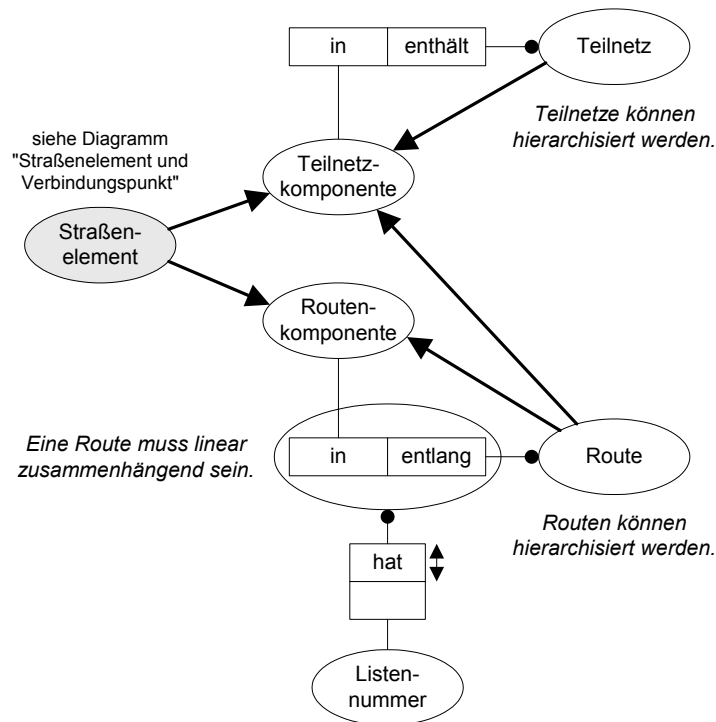 in
enthält
Teilnetz
Teilnetze können
hierarchisiert werden.
siehe Diagramm
"Straßenelement und
Verbindungspunkt"
Teilnetz-
komponente
Straßen-
element
Routen-
komponente
Eine Route muss linear
zusammenhängend sein.
in
entlang
Route
Routen können
hierarchisiert werden.
hat
Listen-
nummer